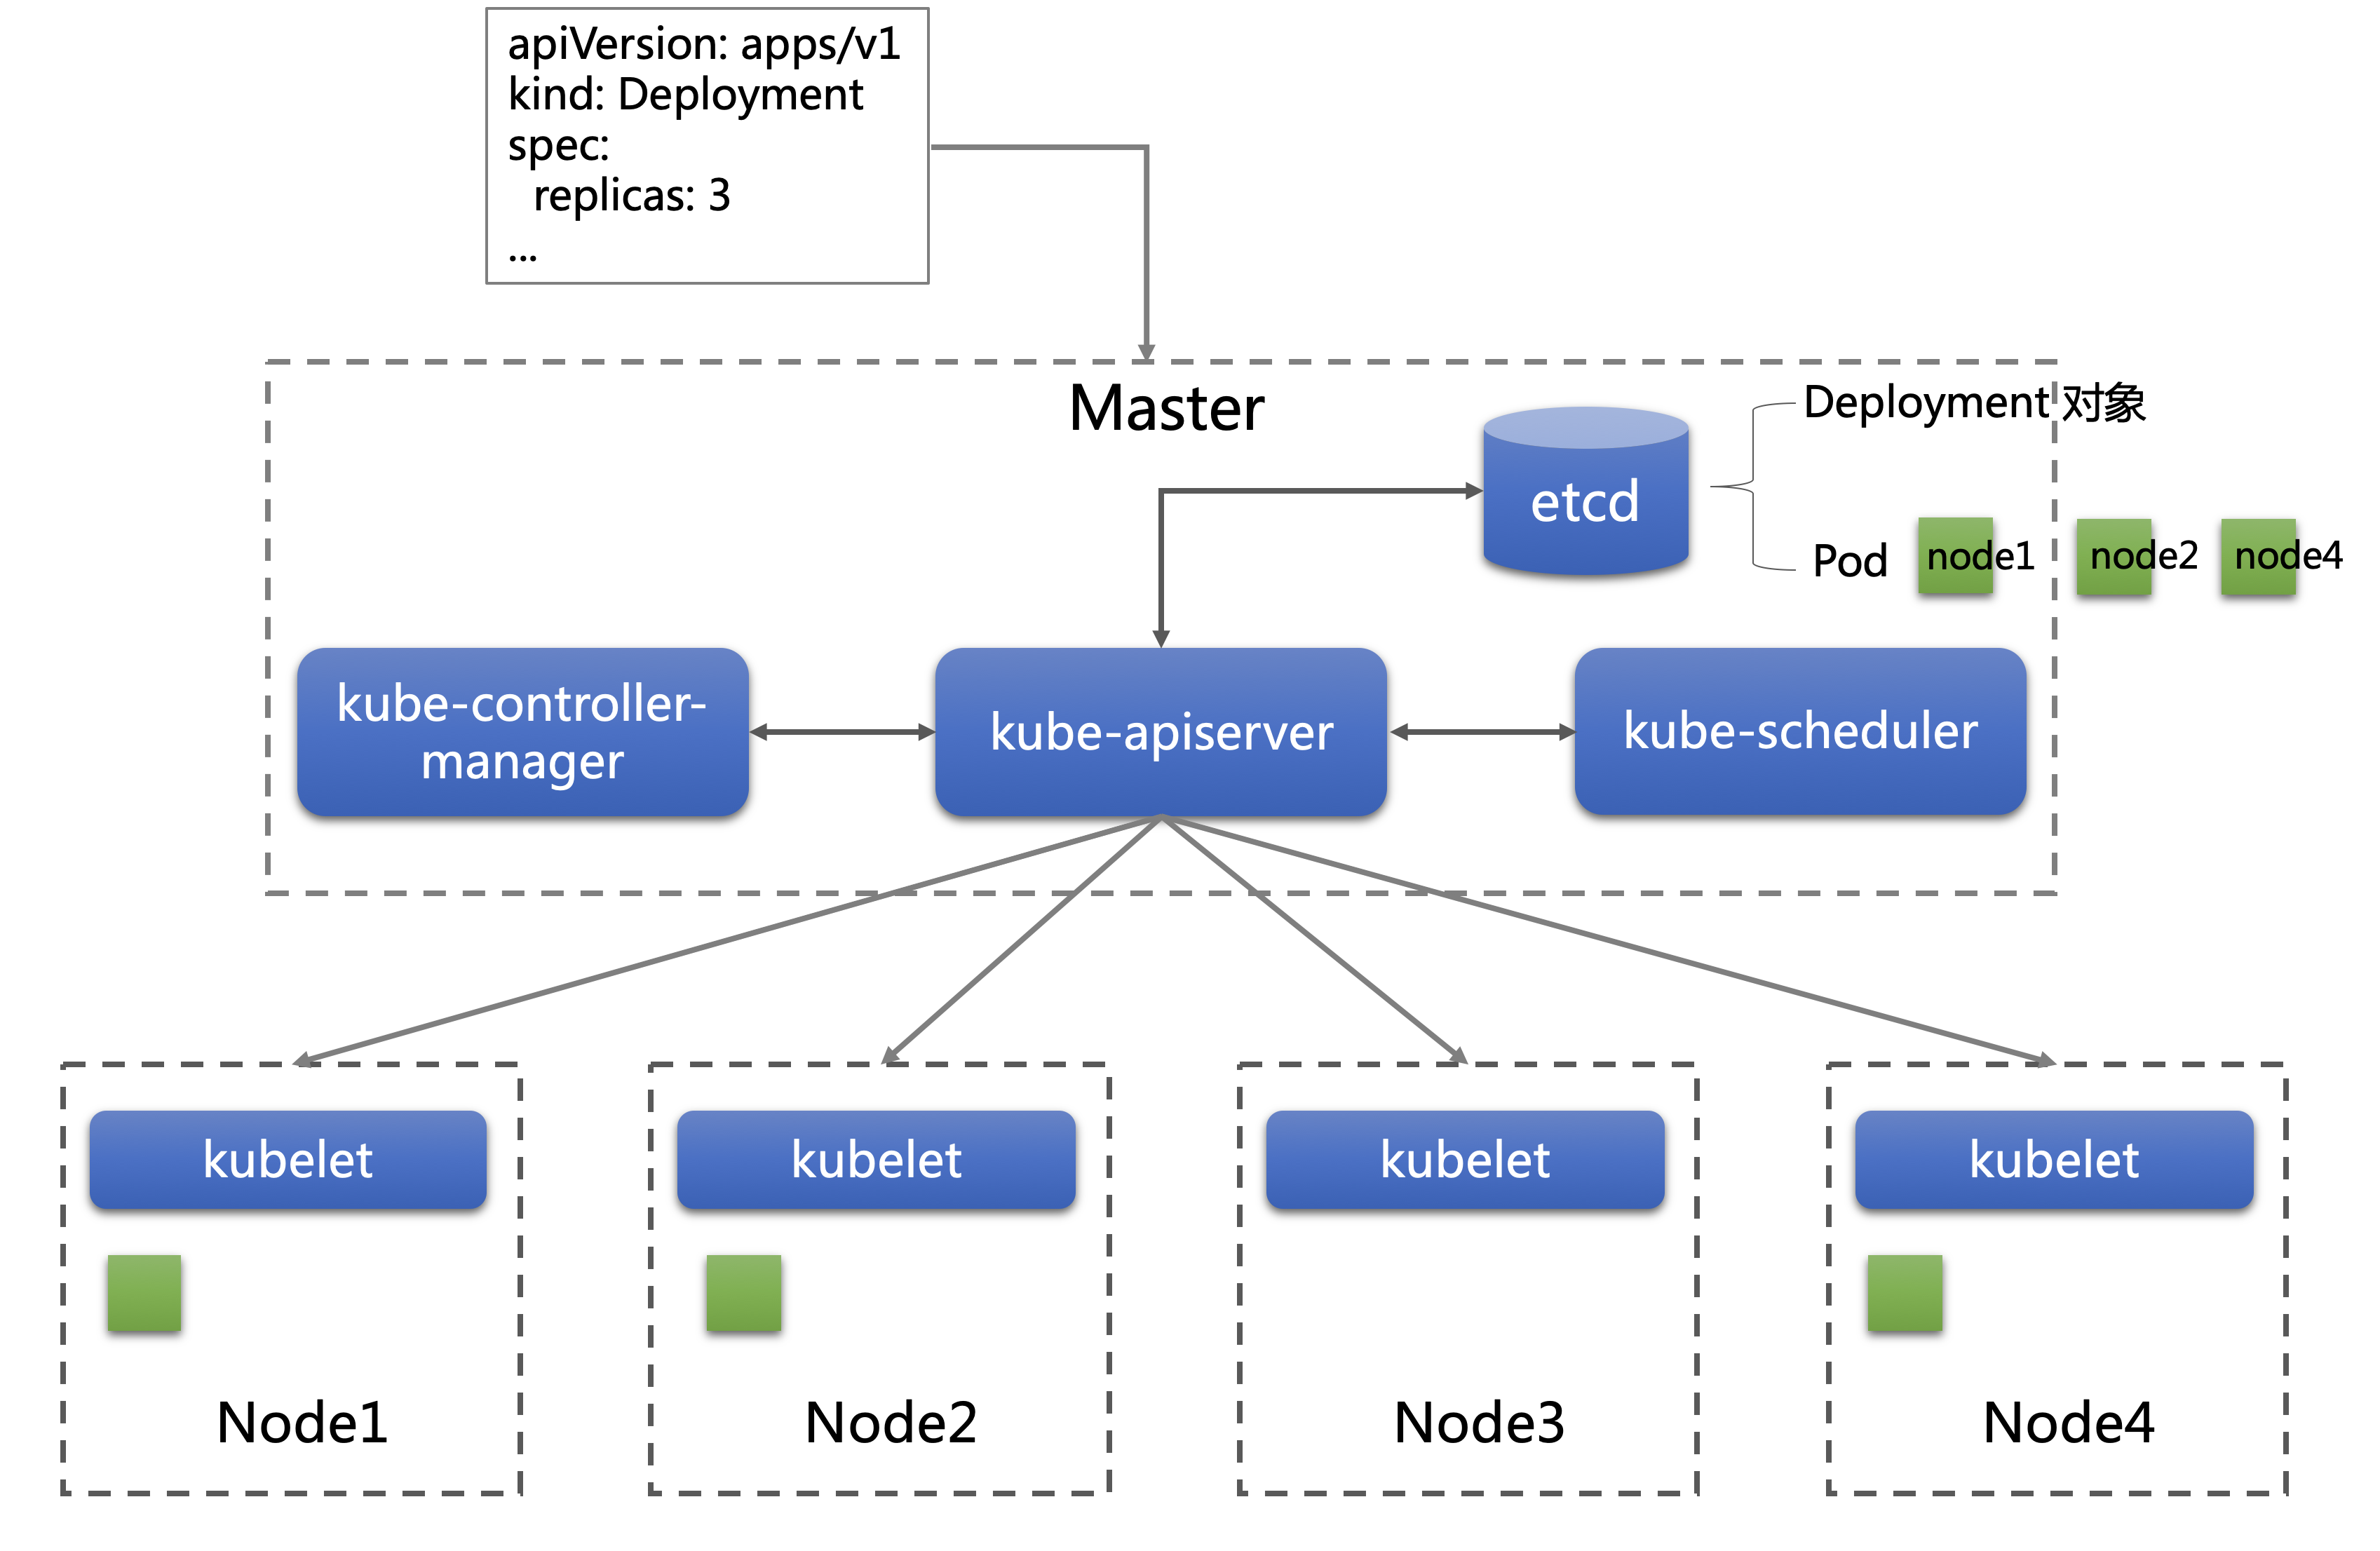 apiVersion: apps/v1
kind: Deployment
spec:
  replicas: 3
...
Master
Deployment 对象
etcd
Pod
node1
node2
node4
kube-controller-
manager
kube-apiserver
kube-scheduler
kubelet
kubelet
kubelet
kubelet
Node1
Node2
Node3
Node4